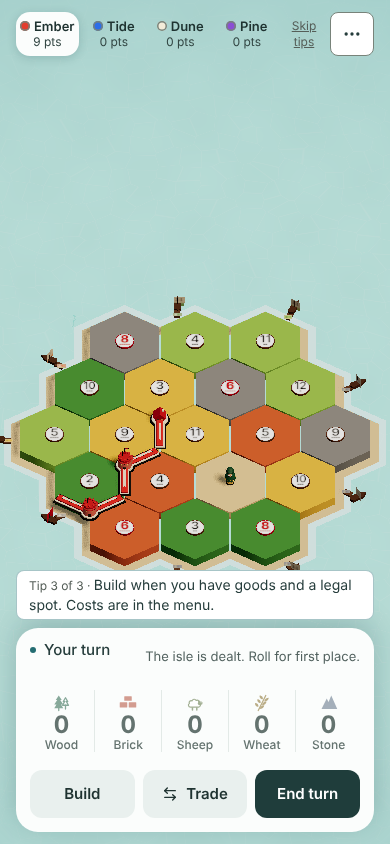 Ember
9 pts
Tide
0 pts
Dune
0 pts
Pine
0 pts
Skip
tips
8
4
11
10
3
6
12
5
9
11
5
9
2
4
10
6
3
8
Tip 3 of 3 · Build when you have goods and a legal
spot. Costs are in the menu.
Your turn
The isle is dealt. Roll for first place.
0
0
0
0
0
Wood
Brick
Sheep
Wheat
Stone
Build
Trade
End turn